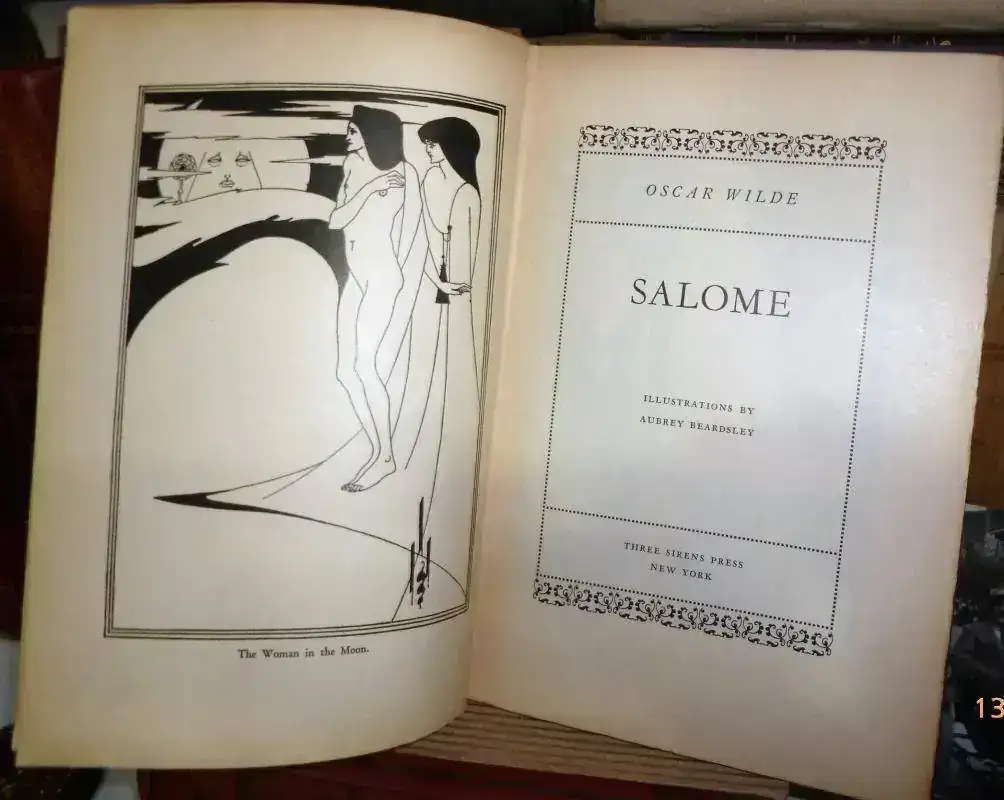 The Woman in the Moon.
OSCAR WILDE
SALOME
ILLUSTRATIONS BY
AUBREY BEARDSLEY
THREE SIRENS PRESS
NEW YORK
13